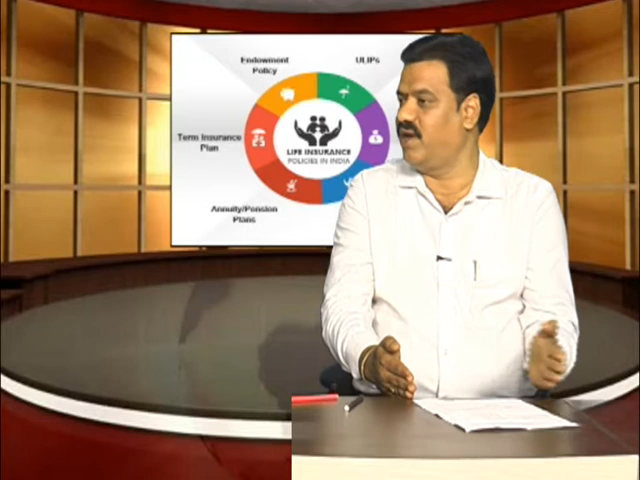 Endowment
Policy
ULIPs
Term Insurance
Plan
LIFE INSURANCE
POLICIES IN INDIA
Annuity/Pension
Plans